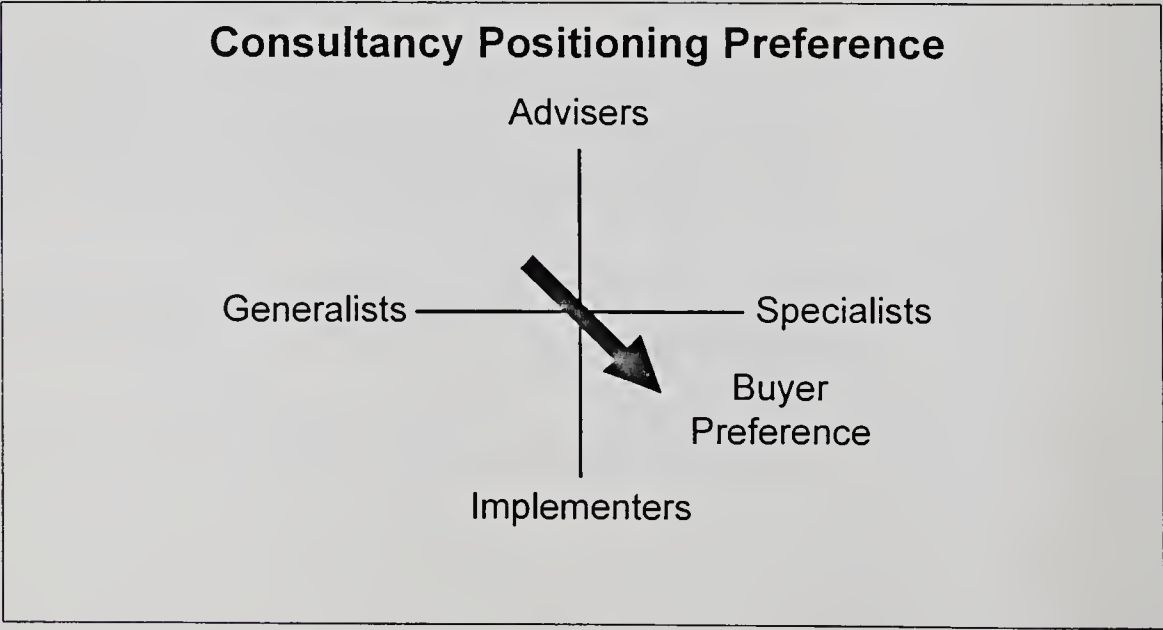 Consultancy Positioning Preference
Advisers
Generalists
Specialists
Buyer
Preference
Implementers